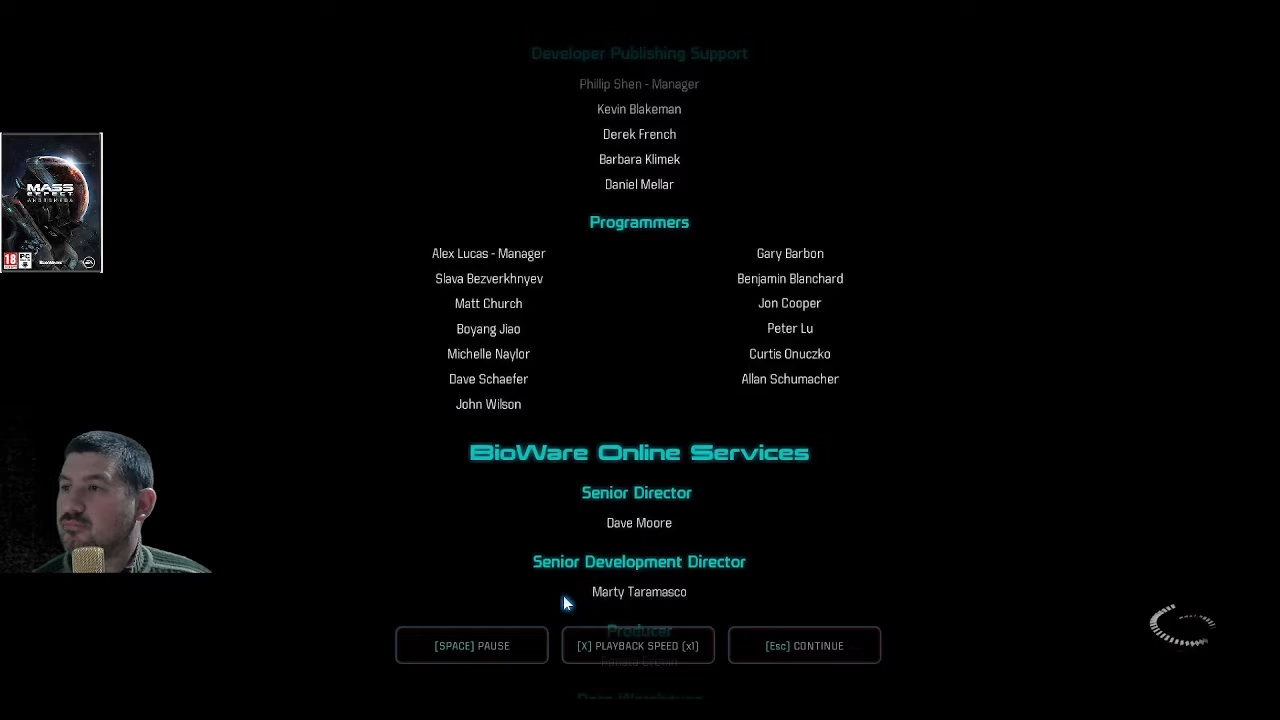 Developer Publishing Support
Phillip Shen - Manager
Kevin Blakeman
Derek French
Barbara Klimek
Daniel Mellar
MASS
EFFECT
ANDROMEDA
18
PC
BioWare
EA
Programmers
Alex Lucas - Manager
Gary Barbon
Slava Bezverkhnyev
Benjamin Blanchard
Matt Church
Jon Cooper
Boyang Jiao
Peter Lu
Michelle Naylor
Curtis Onuczko
Dave Schaefer
Allan Schumacher
John Wilson
BioWare Online Services
Senior Director
Dave Moore
Senior Development Director
Marty Taramasco
Producer
[SPACE] PAUSE
[X] PLAYBACK SPEED (x1)
[Esc] CONTINUE